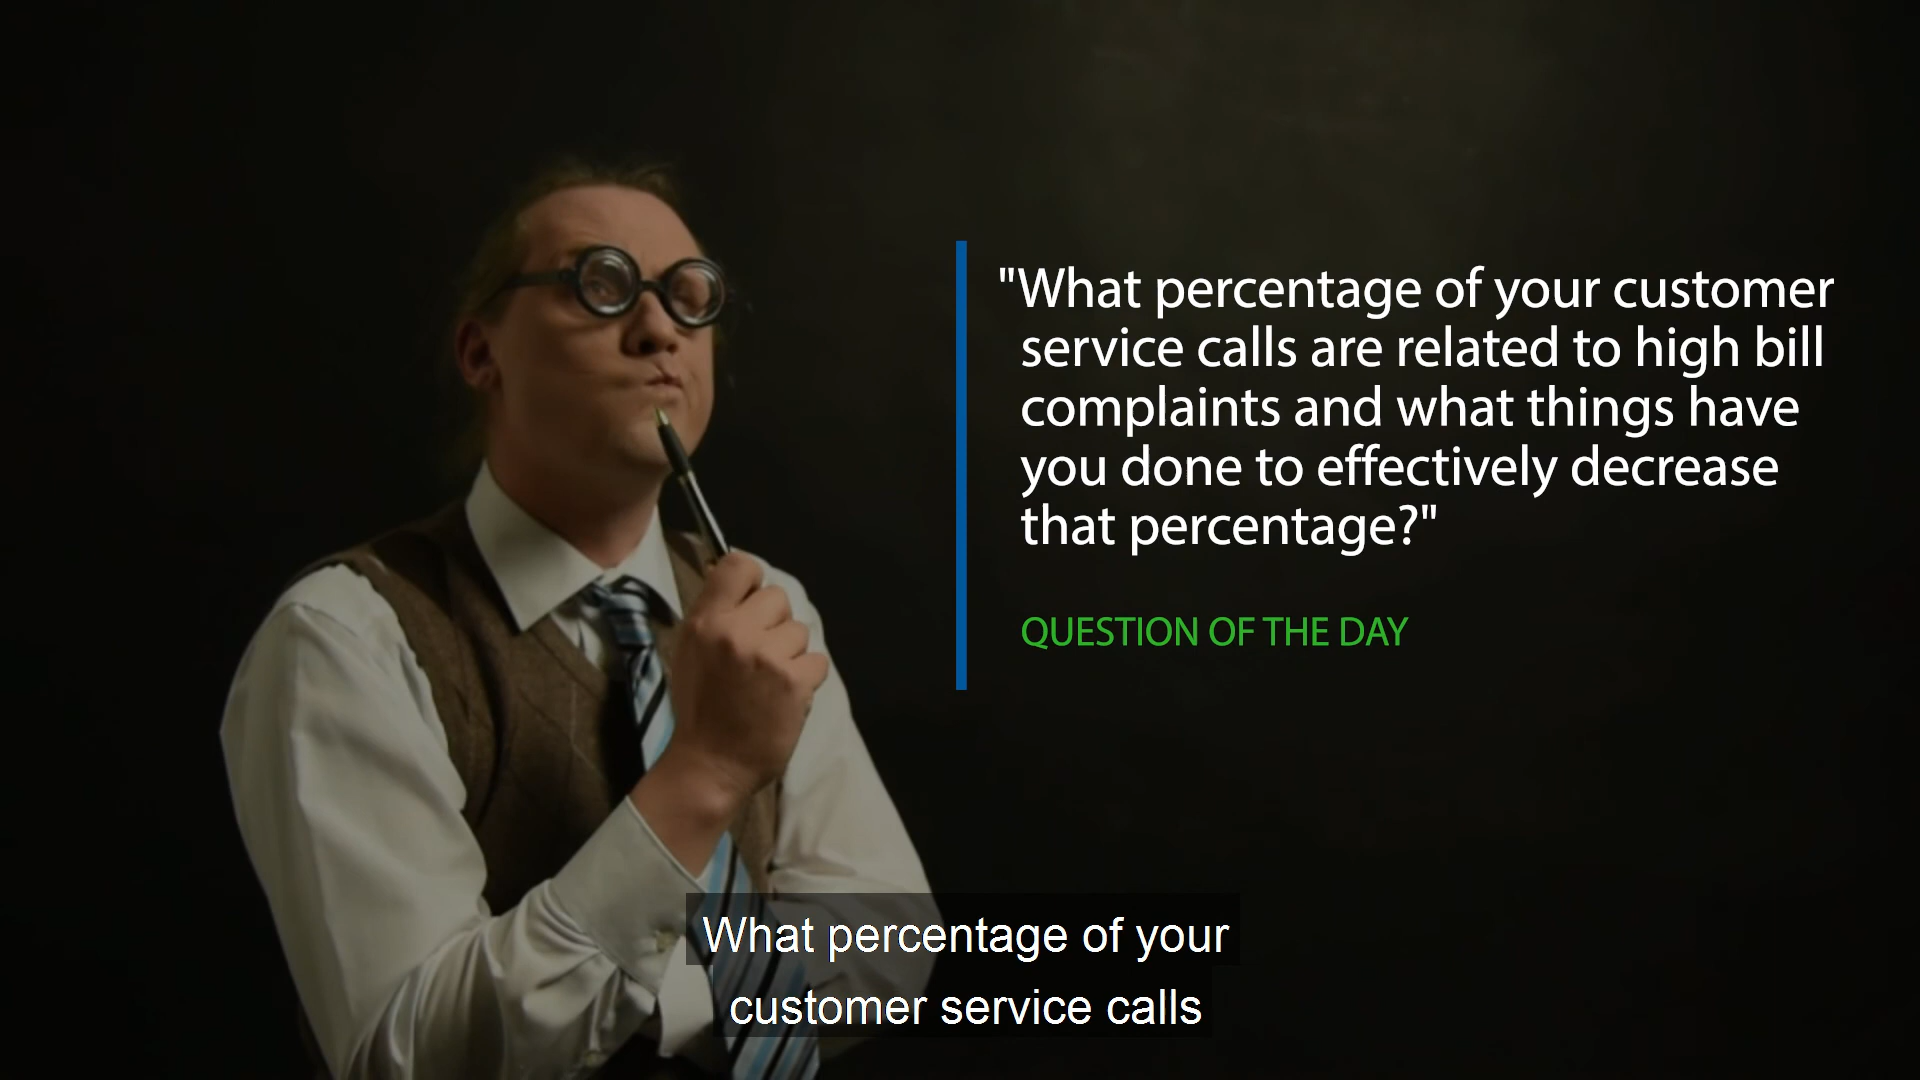 "What percentage of your customer
service calls are related to high bill
complaints and what things have
you done to effectively decrease
that percentage?"
QUESTION OF THE DAY
What percentage of your
customer service calls